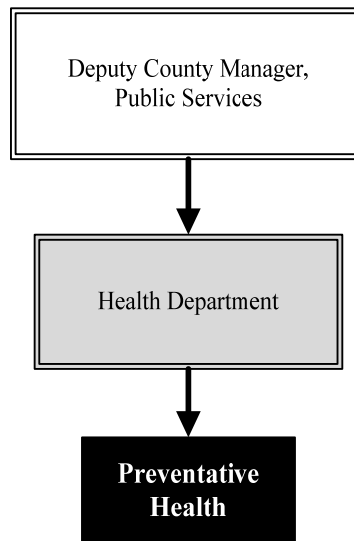 Deputy County Manager,
Public Services
Health Department
Preventative
Health